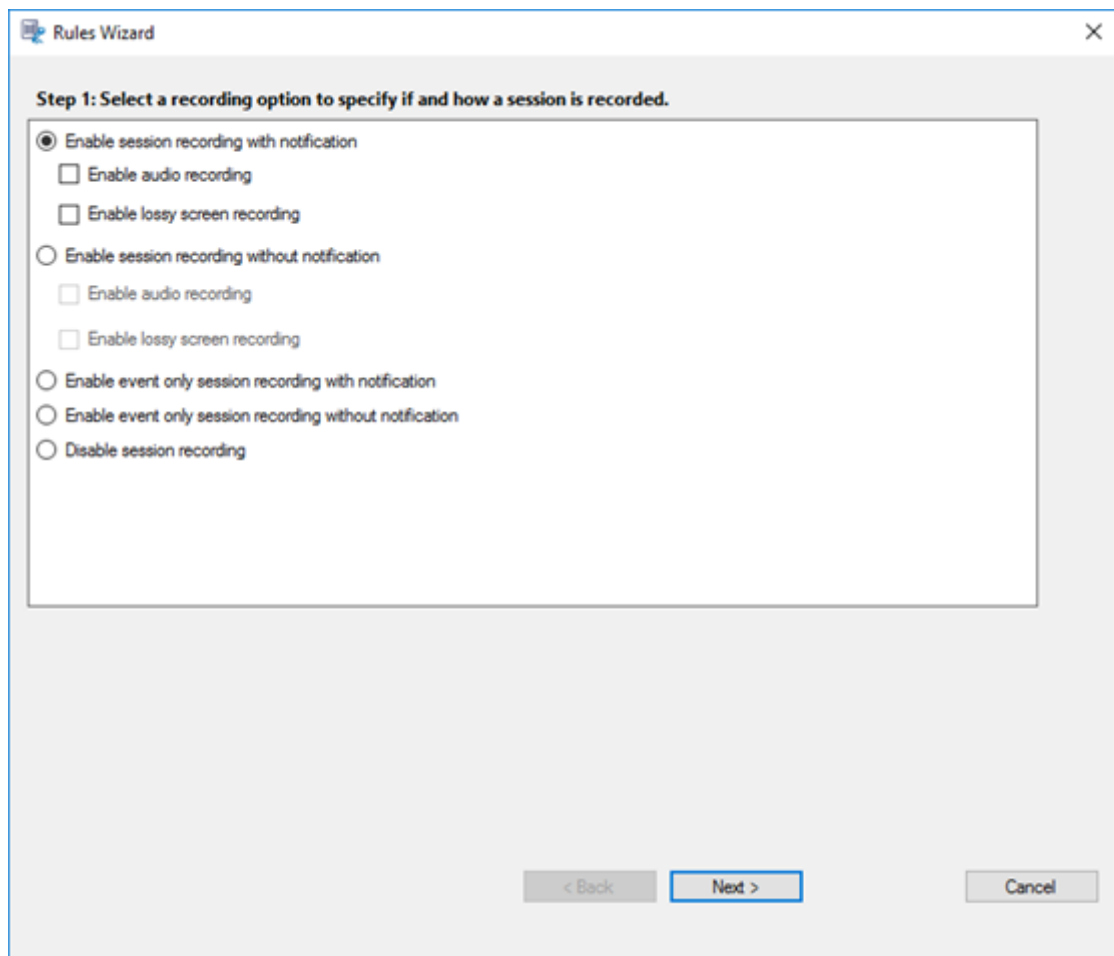 Rules Wizard
Step 1: Select a recording option to specify if and how a session is recorded.
Enable session recording with notification
Enable audio recording
Enable lossy screen recording
Enable session recording without notification
Enable audio recording
Enable lossy screen recording
Enable event only session recording with notification
Enable event only session recording without notification
Disable session recording
< Back Next > Cancel